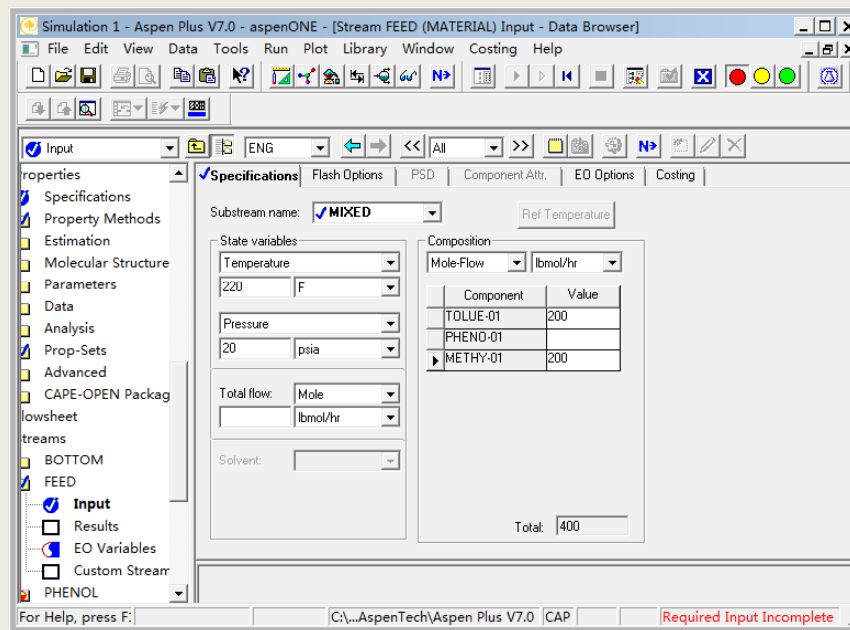 Simulation 1 - Aspen Plus V7.0 - aspenONE - [Stream FEED (MATERIAL) Input - Data Browser]
File Edit View Data Tools Run Plot Library Window Costing Help
N>
Input ENG << All >> N>
roperties
Specifications
Property Methods
Estimation
Molecular Structure
Parameters
Data
Analysis
Prop-Sets
Advanced
CAPE-OPEN Packag
lowsheet
treams
BOTTOM
FEED
Input
Results
EO Variables
Custom Stream
PHENOL
Specifications Flash Options PSD Component Attr. EO Options Costing
Substream name: MIXED Ref Temperature
State variables
Temperature
220 F
Pressure
20 psia
Total flow: Mole
lbmol/hr
Solvent:
Composition
Mole-Flow lbmol/hr
Component Value
TOLUE-01 200
PHENO-01
METHY-01 200
Total: 400
For Help, press F: C:\...AspenTech\Aspen Plus V7.0 CAP Required Input Incomplete